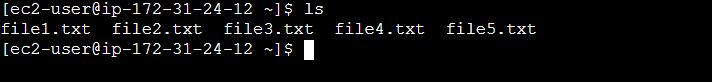 [ec2-user@ip-172-31-24-12 ~]$ ls
file1.txt  file2.txt  file3.txt  file4.txt  file5.txt
[ec2-user@ip-172-31-24-12 ~]$